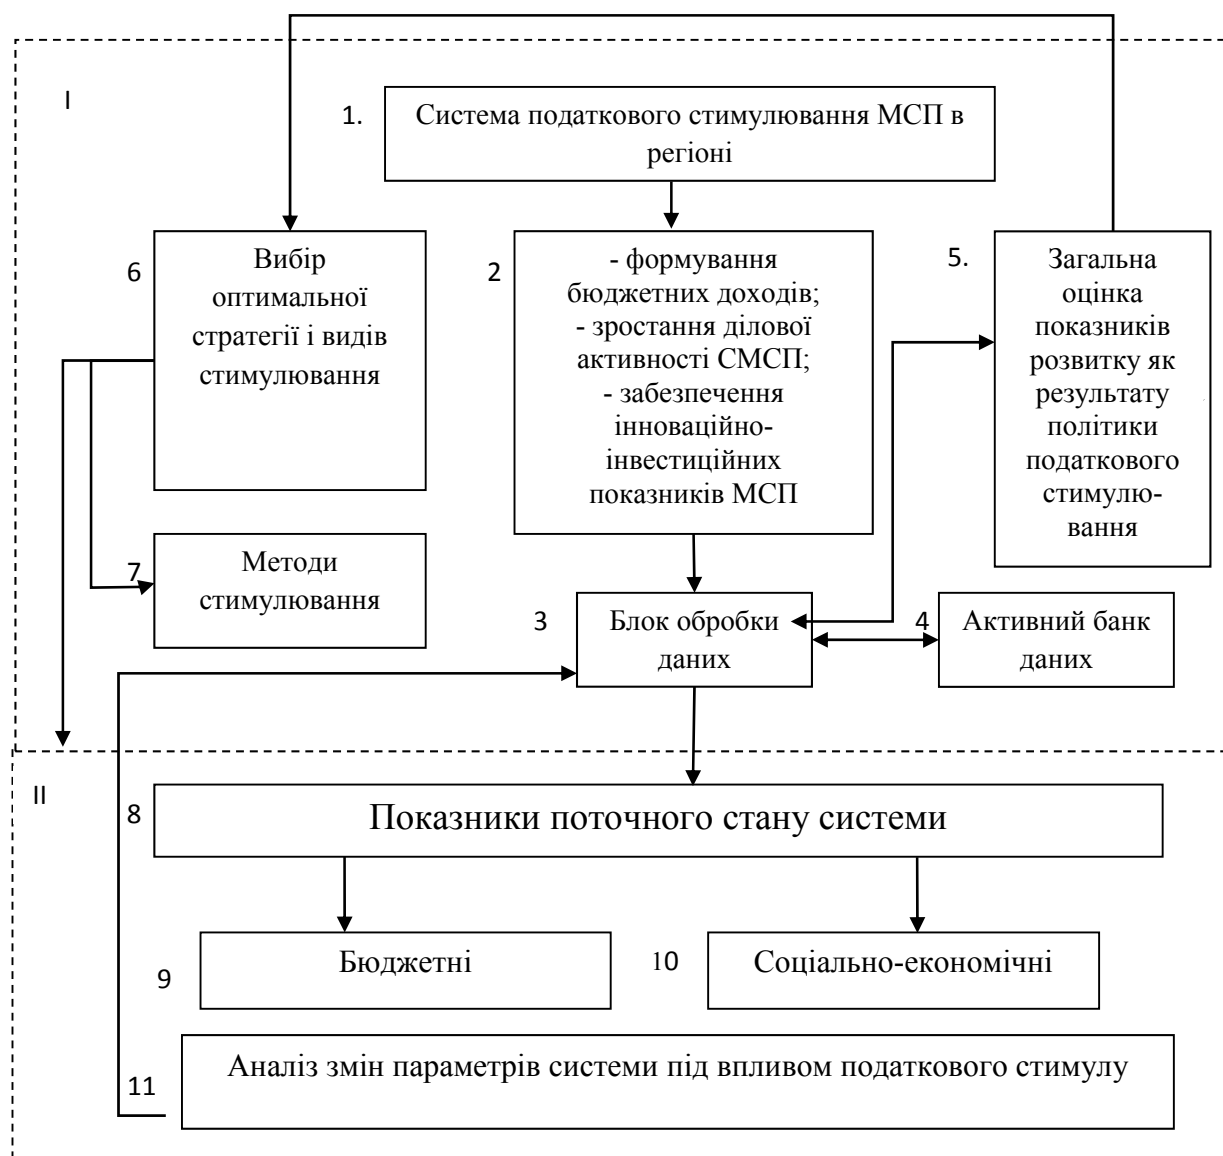 I
1.
Система податкового стимулювання МСП в
регіоні
6
Вибір
оптимальної
стратегії і видів
стимулювання
2
- формування
бюджетних доходів;
- зростання ділової
активності СМСП;
- забезпечення
інноваційно-
інвестиційних
показників МСП
5.
Загальна
оцінка
показників
розвитку як
результату
політики
податкового
стимулю-
вання
7
Методи
стимулювання
3
Блок обробки
даних
4
Активний банк
даних
II
8
Показники поточного стану системи
9
Бюджетні
10
Соціально-економічні
11
Аналіз змін параметрів системи під впливом податкового стимулу